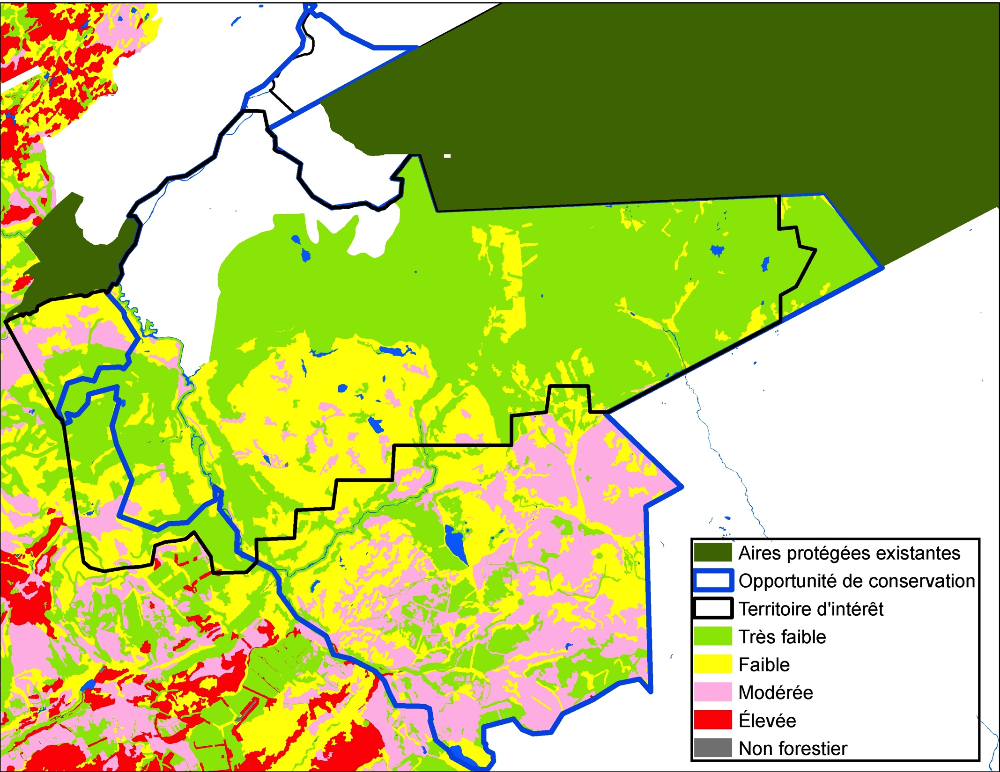 Aires protégées existantes
Opportunité de conservation
Territoire d'intérêt
Très faible
Faible
Modérée
Élevée
Non forestier